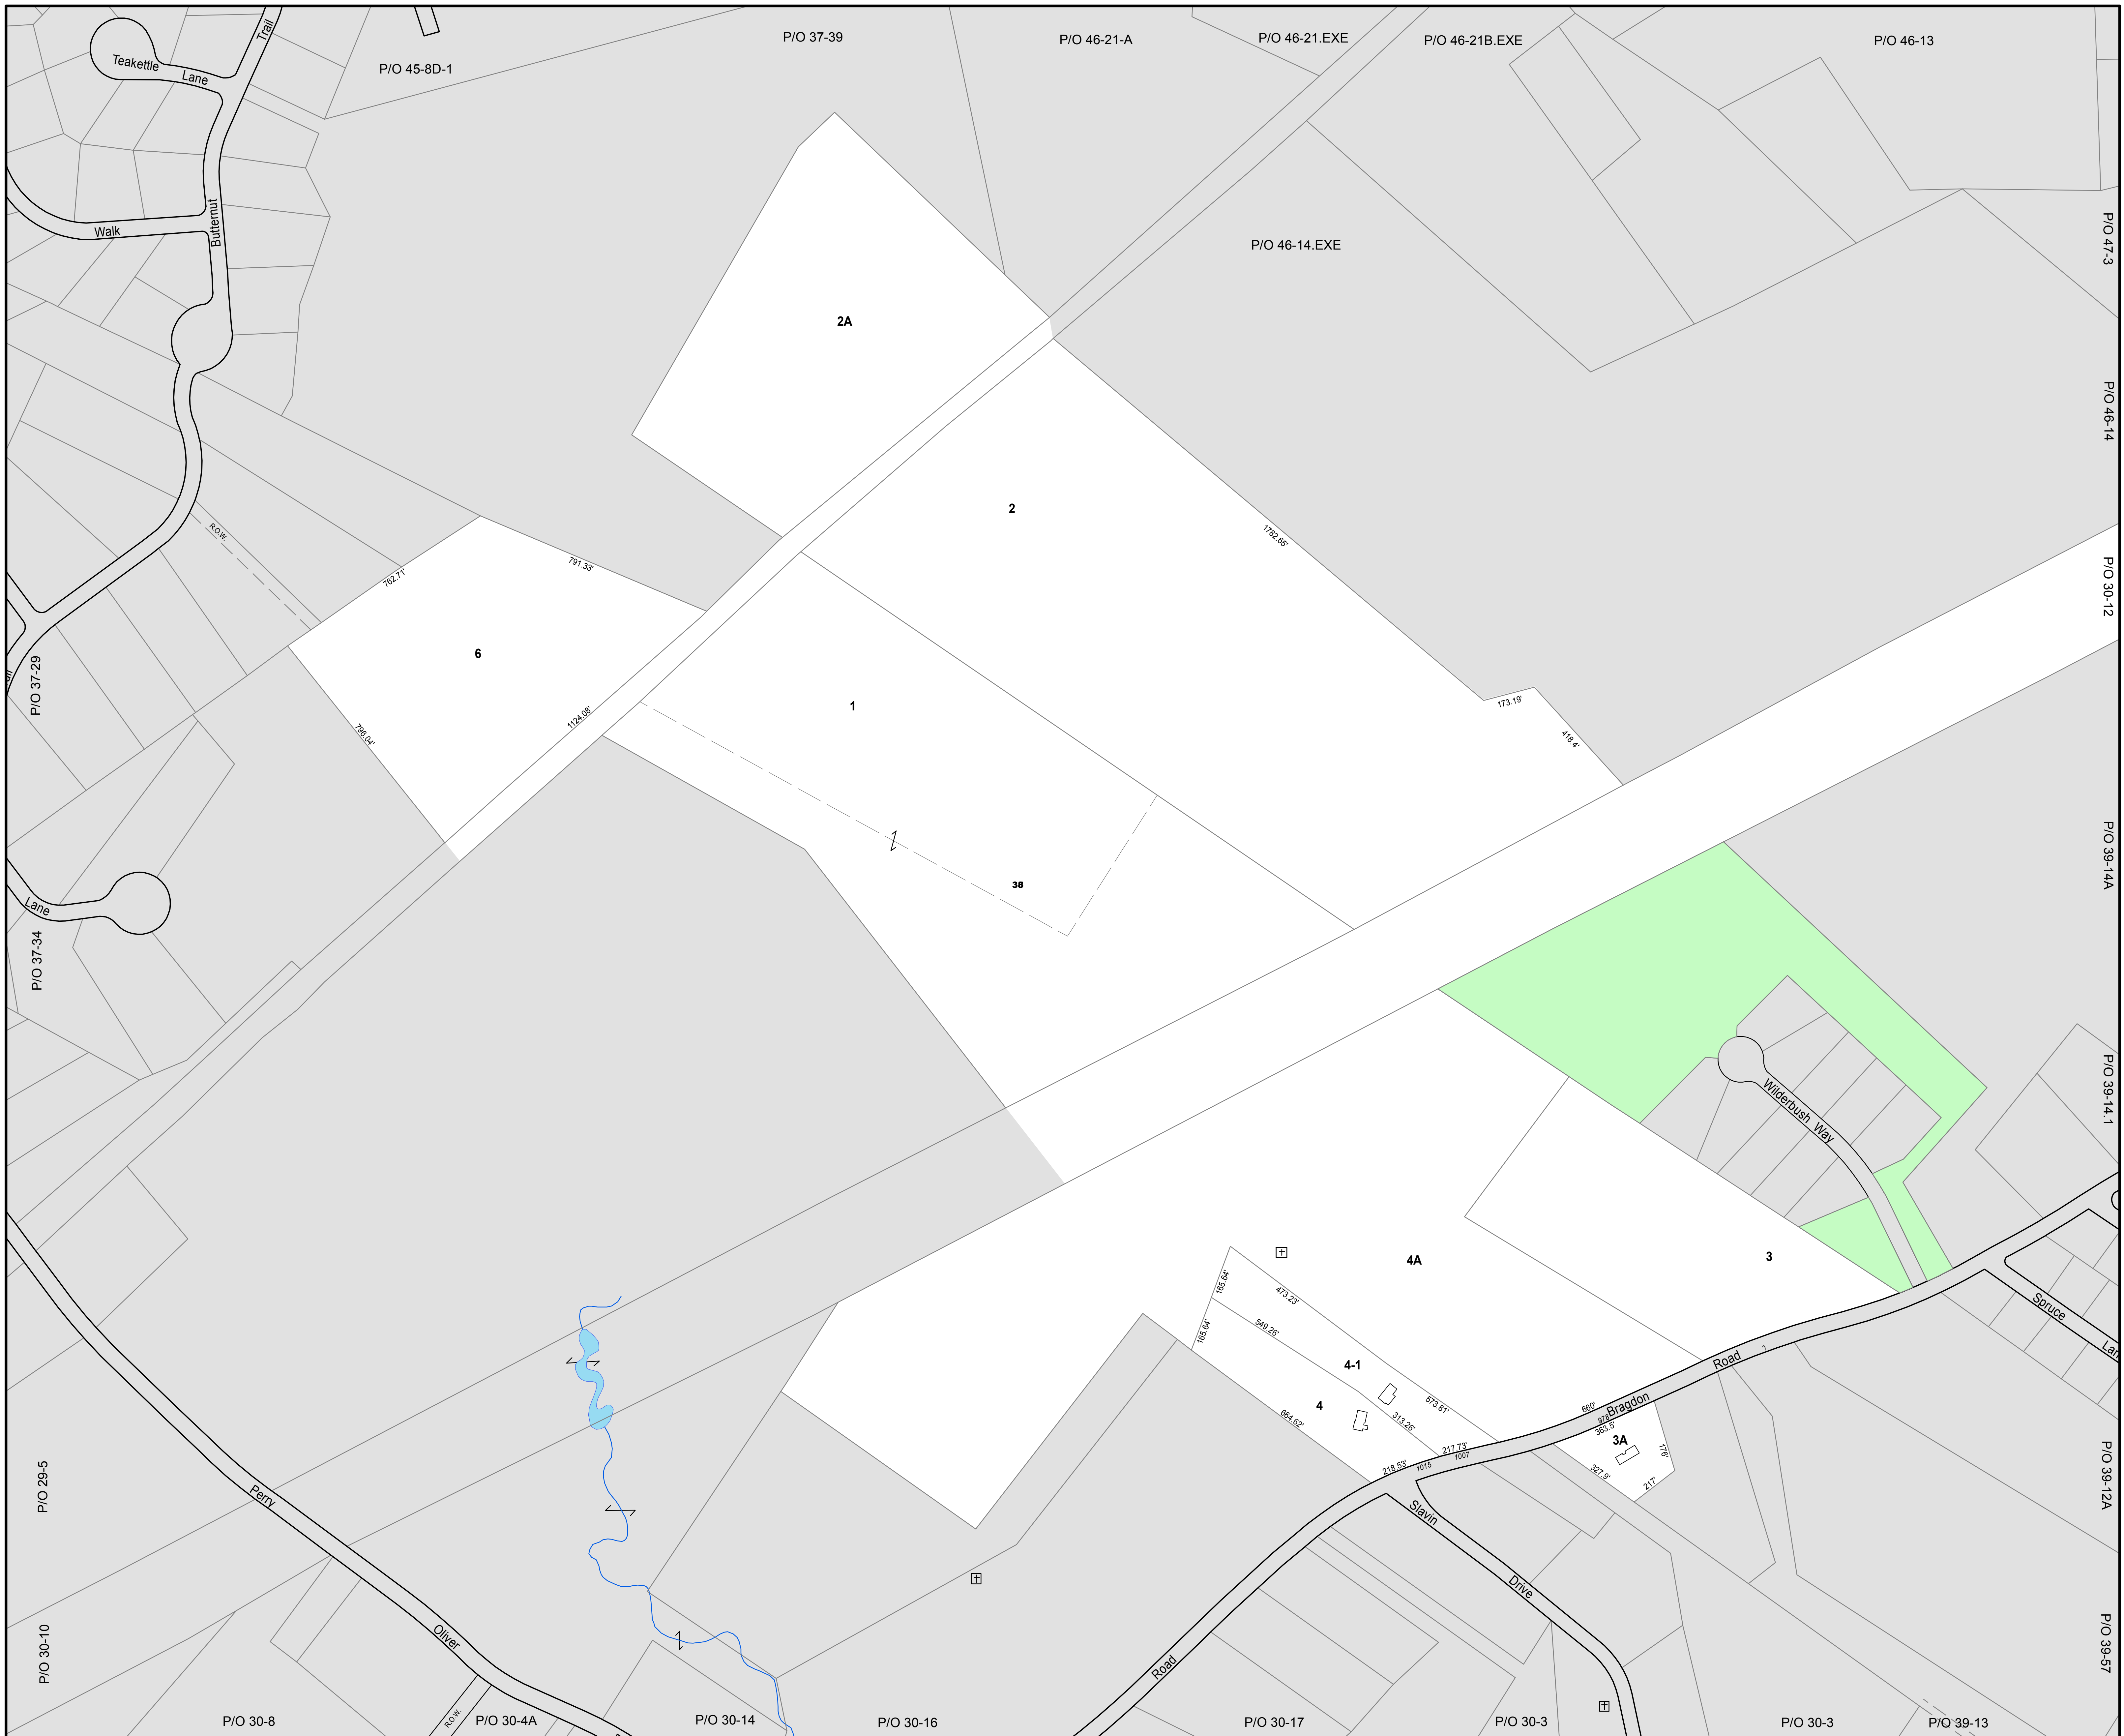 P/O 37-39
P/O 46-21-A
P/O 46-21.EXE
P/O 46-21B.EXE
P/O 46-13
P/O 45-8D-1
Trail
Teakettle
Lane
Butternut
Walk
P/O 46-14.EXE
P/O 47-3
2A
P/O 46-14
2
1782.65'
R.O.W.
791.33'
762.71'
P/O 30-12
6
P/O 37-29
1
173.19'
418.4'
1124.08'
796.04'
P/O 39-14A
38
Lane
P/O 37-34
Wilderbush Way
P/O 39-14.1
4A
3
165.64'
473.23'
549.26'
165.64'
Spruce
Lan
4-1
Road
573.81'
4
664.62'
313.26'
660'
Bragdon
978
363.5'
3A
176'
217.73'
1007
218.53'
1015
327.9'
217'
P/O 29-5
Perry
Slavin
P/O 39-12A
Drive
Oliver
P/O 30-10
Road
P/O 39-57
R.O.W.
P/O 30-8
P/O 30-4A
P/O 30-14
P/O 30-16
P/O 30-17
P/O 30-3
P/O 30-3
P/O 39-13